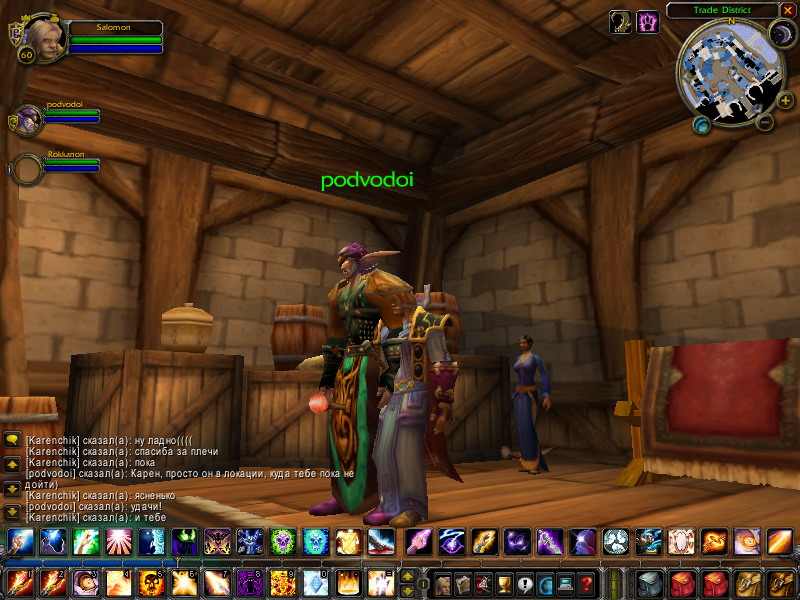 Salomon
60
podvodoi
Rokkanon
Trade District
N
podvodoi
[Karenchik] сказал(а): ну ладно((((
[Karenchik] сказал(а): спасиба за плечи
[Karenchik] сказал(а): пока
[podvodoi] сказал(а): Карен, просто он в локации, куда тебе пока не
дойти)
[Karenchik] сказал(а): ясненько
[podvodoi] сказал(а): удачи!
[Karenchik] сказал(а): и тебе